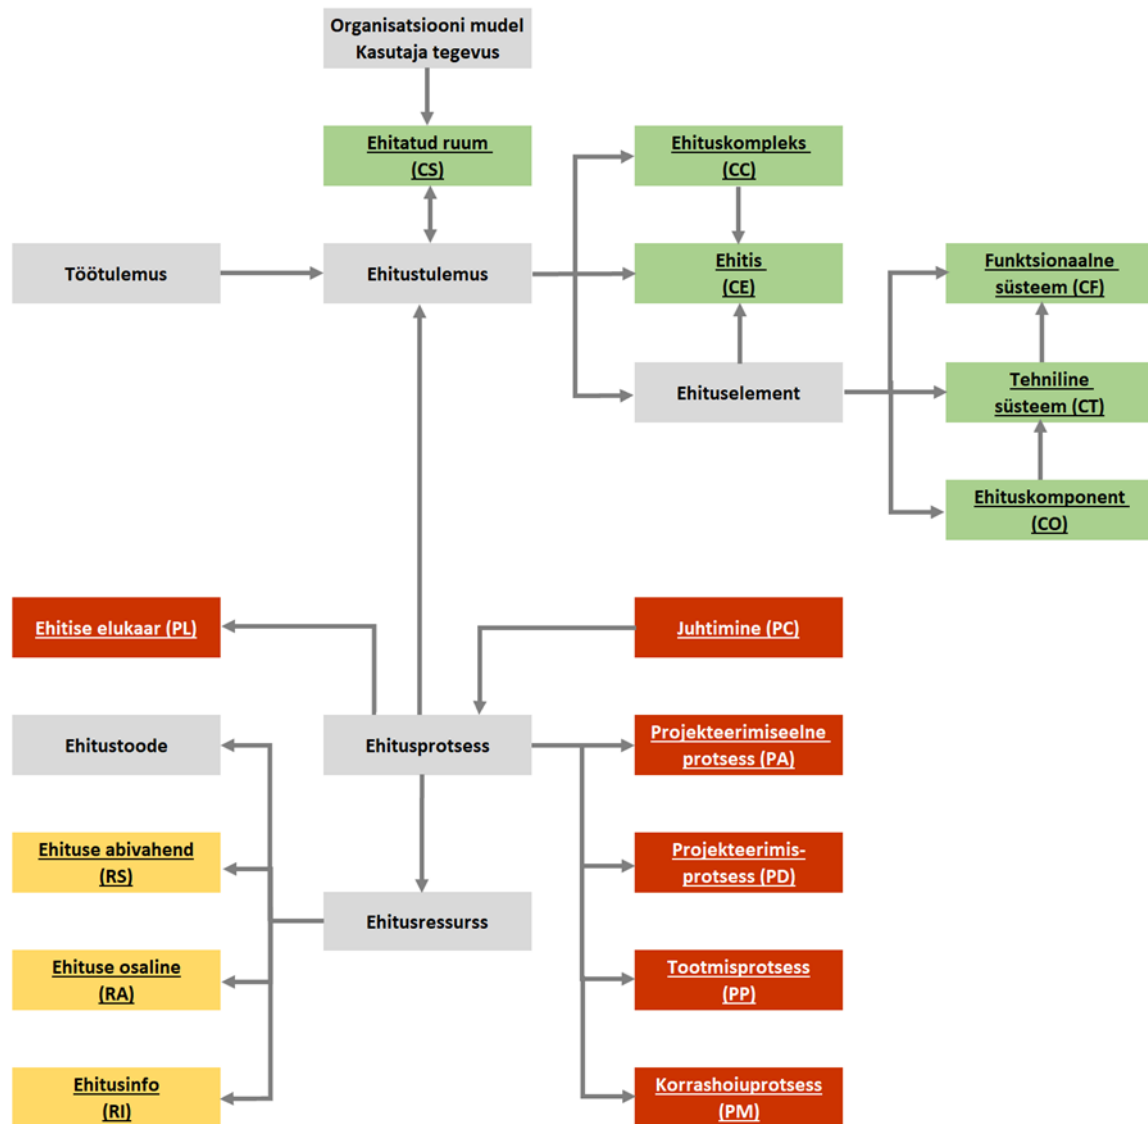 Organisatsiooni mudel
Kasutaja tegevus
Ehitatud ruum
(CS)
Ehituskompleks
(CC)
Töötulemus
Ehitustulemus
Ehitis
(CE)
Funktsionaalne
süsteem (CF)
Ehituselement
Tehniline
süsteem (CT)
Ehituskomponent
(CO)
Ehitise elukaar (PL)
Juhtimine (PC)
Ehitustoode
Ehitusprotsess
Projekteerimiseelne
protsess (PA)
Ehituse abivahend
(RS)
Projekteerimis-
protsess (PD)
Ehitusressurss
Ehituse osaline
(RA)
Tootmisprotsess
(PP)
Ehitusinfo
(RI)
Korrashoiuprotsess
(PM)